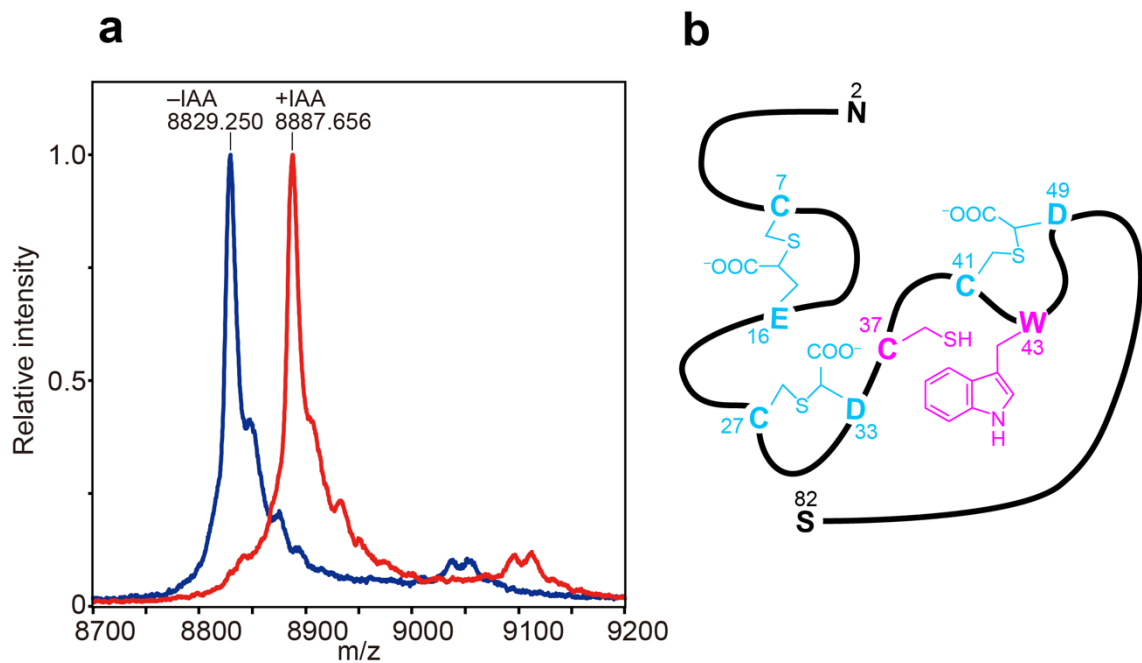 a
b
–IAA +IAA
8829.250 8887.656
1.0
0.5
0
Relative intensity
8700 8800 8900 9000 9100 9200
m/z
2
N
7
C
S
⁻OOC
E
16
49
D
⁻OOC
S
41
C
37
C
SH
W
43
N
H
COO⁻
S
C
27
D
33
82
S